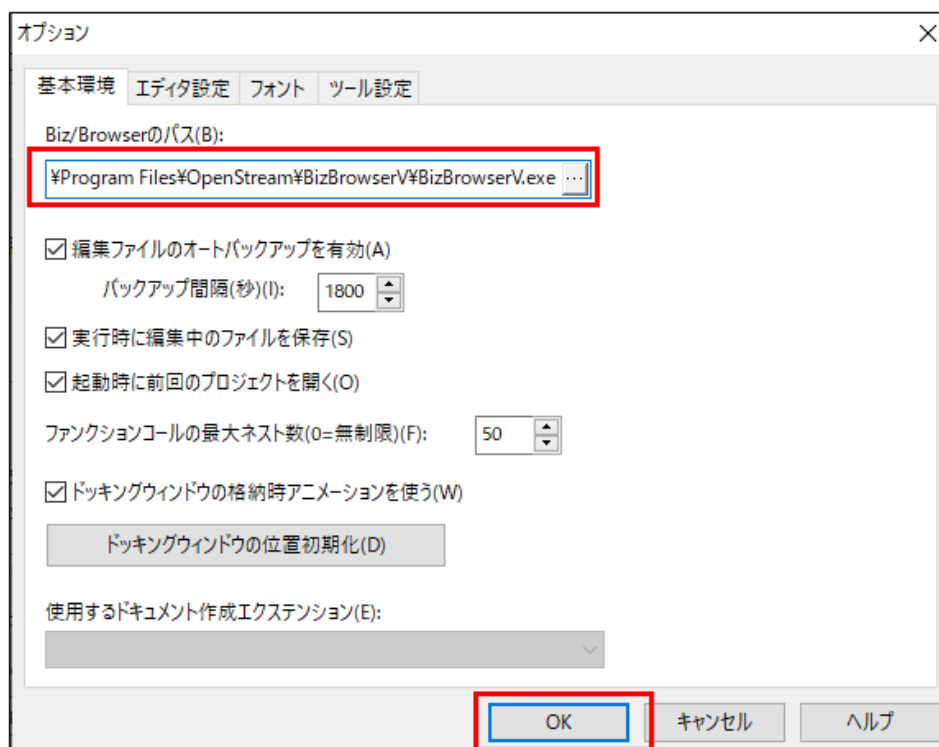 オプション
基本環境 エディタ設定 フォント ツール設定
Biz/Browserのパス(B):
¥Program Files¥OpenStream¥BizBrowserV¥BizBrowserV.exe ...
編集ファイルのオートバックアップを有効(A)
バックアップ間隔(秒)(I): 1800
実行時に編集中のファイルを保存(S)
起動時に前回のプロジェクトを開く(O)
ファンクションコールの最大ネスト数(0=無制限)(F): 50
ドッキングウィンドウの格納時アニメーションを使う(W)
ドッキングウィンドウの位置初期化(D)
使用するドキュメント作成エクステンション(E):
OK キャンセル ヘルプ